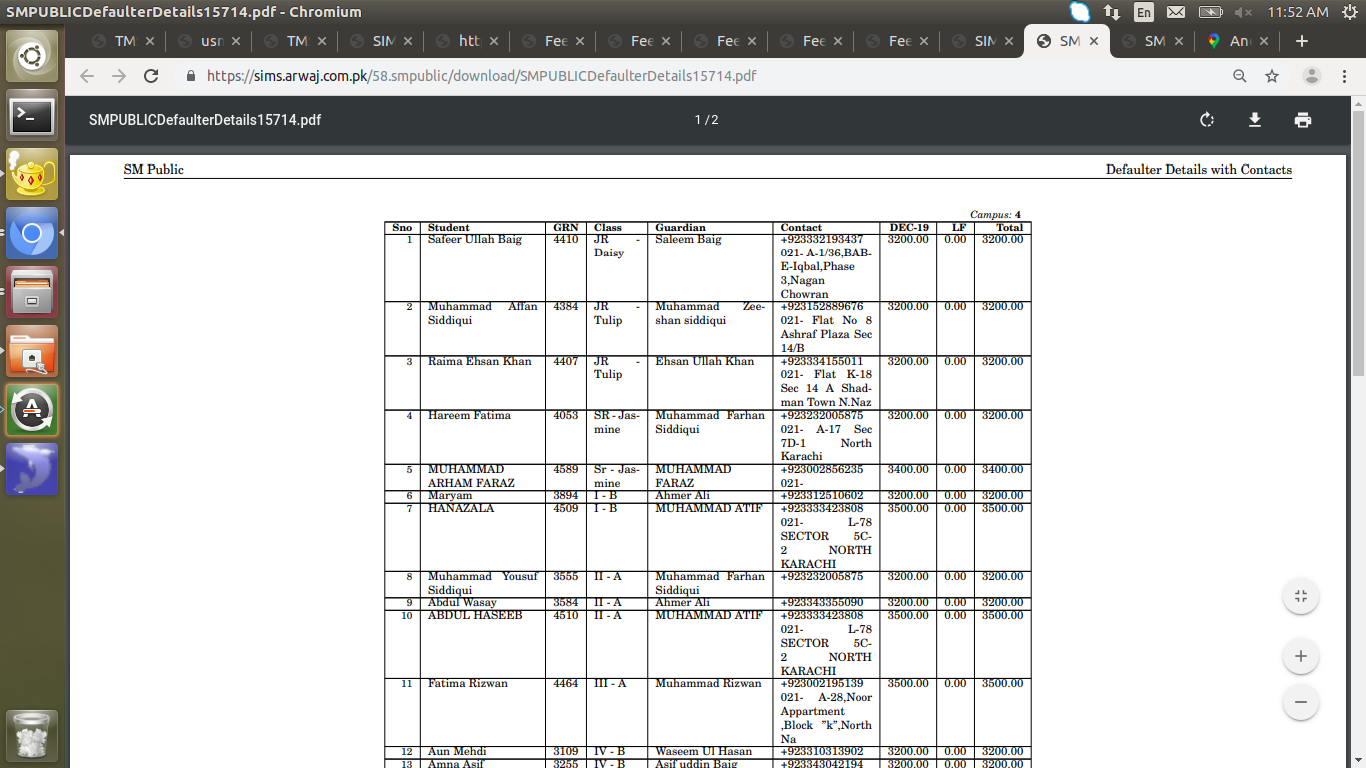 SMPUBLICDefaulterDetails15714.pdf - Chromium
En
11:52 AM
TM
usn
TM
SIM
htt
Fee
Fee
Fee
Fee
Fee
SIM
SM
SM
An
https://sims.arwaj.com.pk/58.smpublic/download/SMPUBLICDefaulterDetails15714.pdf
SMPUBLICDefaulterDetails15714.pdf
1 / 2
SM Public
Defaulter Details with Contacts
Campus: 4
Sno Student GRN Class Guardian Contact DEC-19 LF Total
1 Safeer Ullah Baig 4410 JR - Saleem Baig +923332193437 3200.00 0.00 3200.00
Daisy 021- A-1/36,BAB-
E-Iqbal,Phase
3,Nagan
Chowran
2 Muhammad Affan 4384 JR - Muhammad Zee- +923152889676 3200.00 0.00 3200.00
Siddiqui Tulip shan siddiqui 021- Flat No 8
Ashraf Plaza Sec
14/B
3 Raima Ehsan Khan 4407 JR - Ehsan Ullah Khan +923334155011 3200.00 0.00 3200.00
Tulip 021- Flat K-18
Sec 14 A Shad-
man Town N.Naz
4 Hareem Fatima 4053 SR - Jas- Muhammad Farhan +923232005875 3200.00 0.00 3200.00
mine Siddiqui 021- A-17 Sec
7D-1 North
Karachi
5 MUHAMMAD 4589 Sr - Jas- MUHAMMAD +923002856235 3400.00 0.00 3400.00
ARHAM FARAZ mine FARAZ 021-
6 Maryam 3894 I - B Ahmer Ali +923312510602 3200.00 0.00 3200.00
7 HANAZALA 4509 I - B MUHAMMAD ATIF +923333423808 3500.00 0.00 3500.00
021- L-78
SECTOR 5C-
2 NORTH
KARACHI
8 Muhammad Yousuf 3555 II - A Muhammad Farhan +923232005875 3200.00 0.00 3200.00
Siddiqui Siddiqui
9 Abdul Wasay 3584 II - A Ahmer Ali +923343355090 3200.00 0.00 3200.00
10 ABDUL HASEEB 4510 II - A MUHAMMAD ATIF +923333423808 3500.00 0.00 3500.00
021- L-78
SECTOR 5C-
2 NORTH
KARACHI
11 Fatima Rizwan 4464 III - A Muhammad Rizwan +923002195139 3500.00 0.00 3500.00
021- A-28,Noor
Appartment
,Block "k",North
Na
12 Aun Mehdi 3109 IV - B Waseem Ul Hasan +923310313902 3200.00 0.00 3200.00
13 Amna Asif 3255 IV - B Asif uddin Baig +923343042194 3200.00 0.00 3200.00